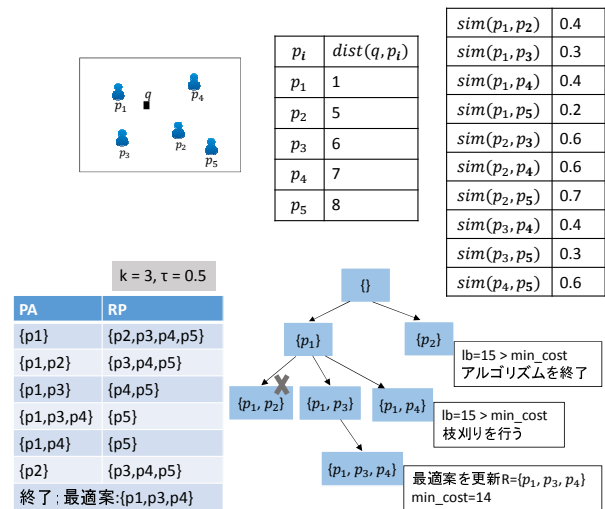 q
p₁
p₄
p₃
p₂
p₅
pᵢ dist(q, pᵢ)
p₁ 1
p₂ 5
p₃ 6
p₄ 7
p₅ 8
sim(p₁, p₂) 0.4
sim(p₁, p₃) 0.3
sim(p₁, p₄) 0.4
sim(p₁, p₅) 0.2
sim(p₂, p₃) 0.6
sim(p₂, p₄) 0.6
sim(p₂, p₅) 0.7
sim(p₃, p₄) 0.4
sim(p₃, p₅) 0.3
sim(p₄, p₅) 0.6
k = 3, τ = 0.5
PA RP
{p1} {p2,p3,p4,p5}
{p1,p2} {p3,p4,p5}
{p1,p3} {p4,p5}
{p1,p3,p4} {p5}
{p1,p4} {p5}
{p2} {p3,p4,p5}
終了; 最適案:{p1,p3,p4}
{}
{p₁}
{p₂}
lb=15 > min_cost
アルゴリズムを終了
{p₁, p₂}
{p₁, p₃}
{p₁, p₄}
lb=15 > min_cost
枝刈りを行う
{p₁, p₃, p₄}
最適案を更新R={p₁, p₃, p₄}
min_cost=14